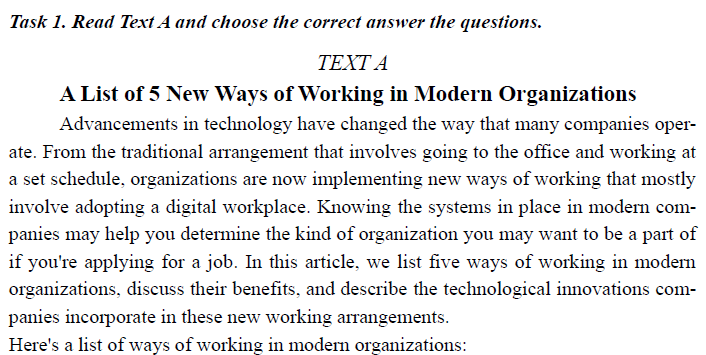 Task 1. Read Text A and choose the correct answer the questions.
TEXT A
A List of 5 New Ways of Working in Modern Organizations
Advancements in technology have changed the way that many companies oper-
ate. From the traditional arrangement that involves going to the office and working at
a set schedule, organizations are now implementing new ways of working that mostly
involve adopting a digital workplace. Knowing the systems in place in modern com-
panies may help you determine the kind of organization you may want to be a part of
if you're applying for a job. In this article, we list five ways of working in modern
organizations, discuss their benefits, and describe the technological innovations com-
panies incorporate in these new working arrangements.
Here's a list of ways of working in modern organizations: